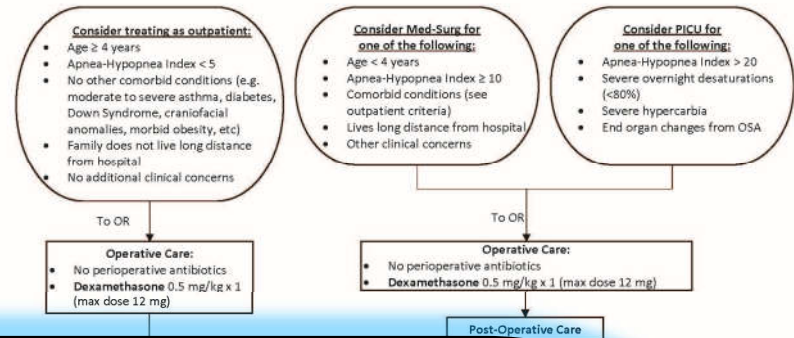 Consider treating as outpatient:
• Age ≥ 4 years
• Apnea-Hypopnea Index < 5
• No other comorbid conditions (e.g.
moderate to severe asthma, diabetes,
Down Syndrome, craniofacial
anomalies, morbid obesity, etc)
• Family does not live long distance
from hospital
• No additional clinical concerns
Consider Med-Surg for
one of the following:
• Age < 4 years
• Apnea-Hypopnea Index ≥ 10
• Comorbid conditions (see
outpatient criteria)
• Lives long distance from hospital
• Other clinical concerns
Consider PICU for
one of the following:
• Apnea-Hypopnea Index > 20
• Severe overnight desaturations
(<80%)
• Severe hypercarbia
• End organ changes from OSA
To OR
To OR
Operative Care:
• No perioperative antibiotics
• Dexamethasone 0.5 mg/kg x 1
(max dose 12 mg)
Operative Care:
• No perioperative antibiotics
• Dexamethasone 0.5 mg/kg x 1 (max dose 12 mg)
Post-Operative Care